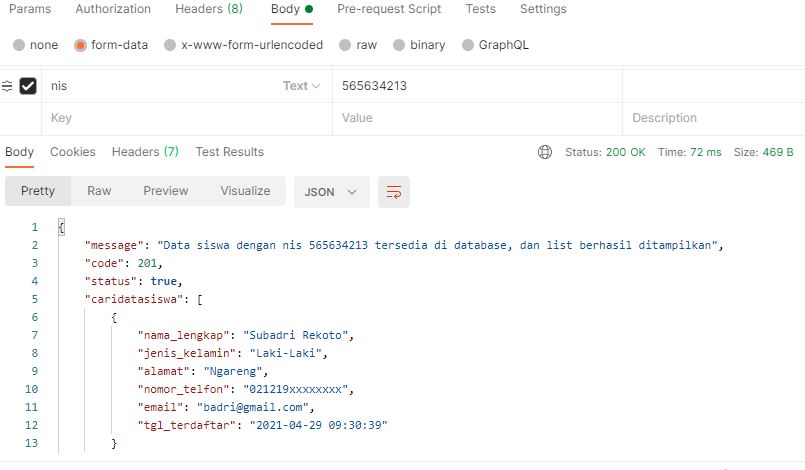 Params Authorization Headers (8) Body Pre-request Script Tests Settings
none form-data x-www-form-urlencoded raw binary GraphQL
nis Text 565634213
Key Value Description
Body Cookies Headers (7) Test Results Status: 200 OK Time: 72 ms Size: 469 B
Pretty Raw Preview Visualize JSON
1 {
2 "message": "Data siswa dengan nis 565634213 tersedia di database, dan list berhasil ditampilkan",
3 "code": 201,
4 "status": true,
5 "caridatasiswa": [
6 {
7 "nama_lengkap": "Subadri Rekoto",
8 "jenis_kelamin": "Laki-Laki",
9 "alamat": "Ngareng",
10 "nomor_telfon": "021219xxxxxxxx",
11 "email": "badri@gmail.com",
12 "tgl_terdaftar": "2021-04-29 09:30:39"
13 }